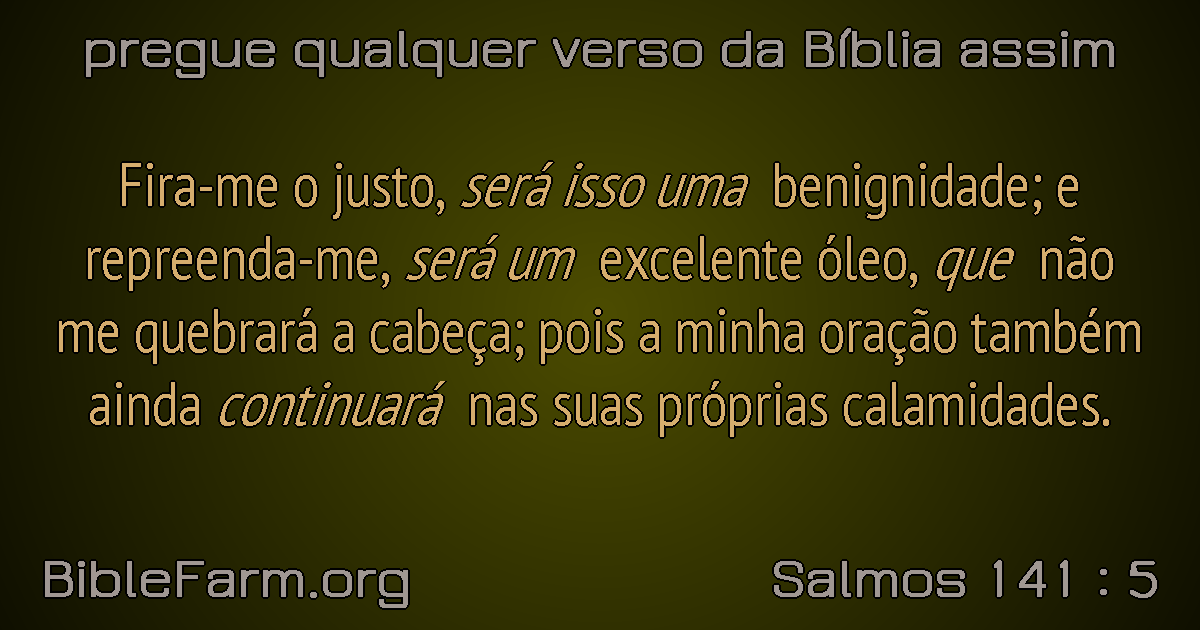 pregue qualquer verso da Bíblia assim
Fira-me o justo, será isso uma benignidade; e
repreenda-me, será um excelente óleo, que não
me quebrará a cabeça; pois a minha oração também
ainda continuará nas suas próprias calamidades.
BibleFarm.org
Salmos 141 : 5